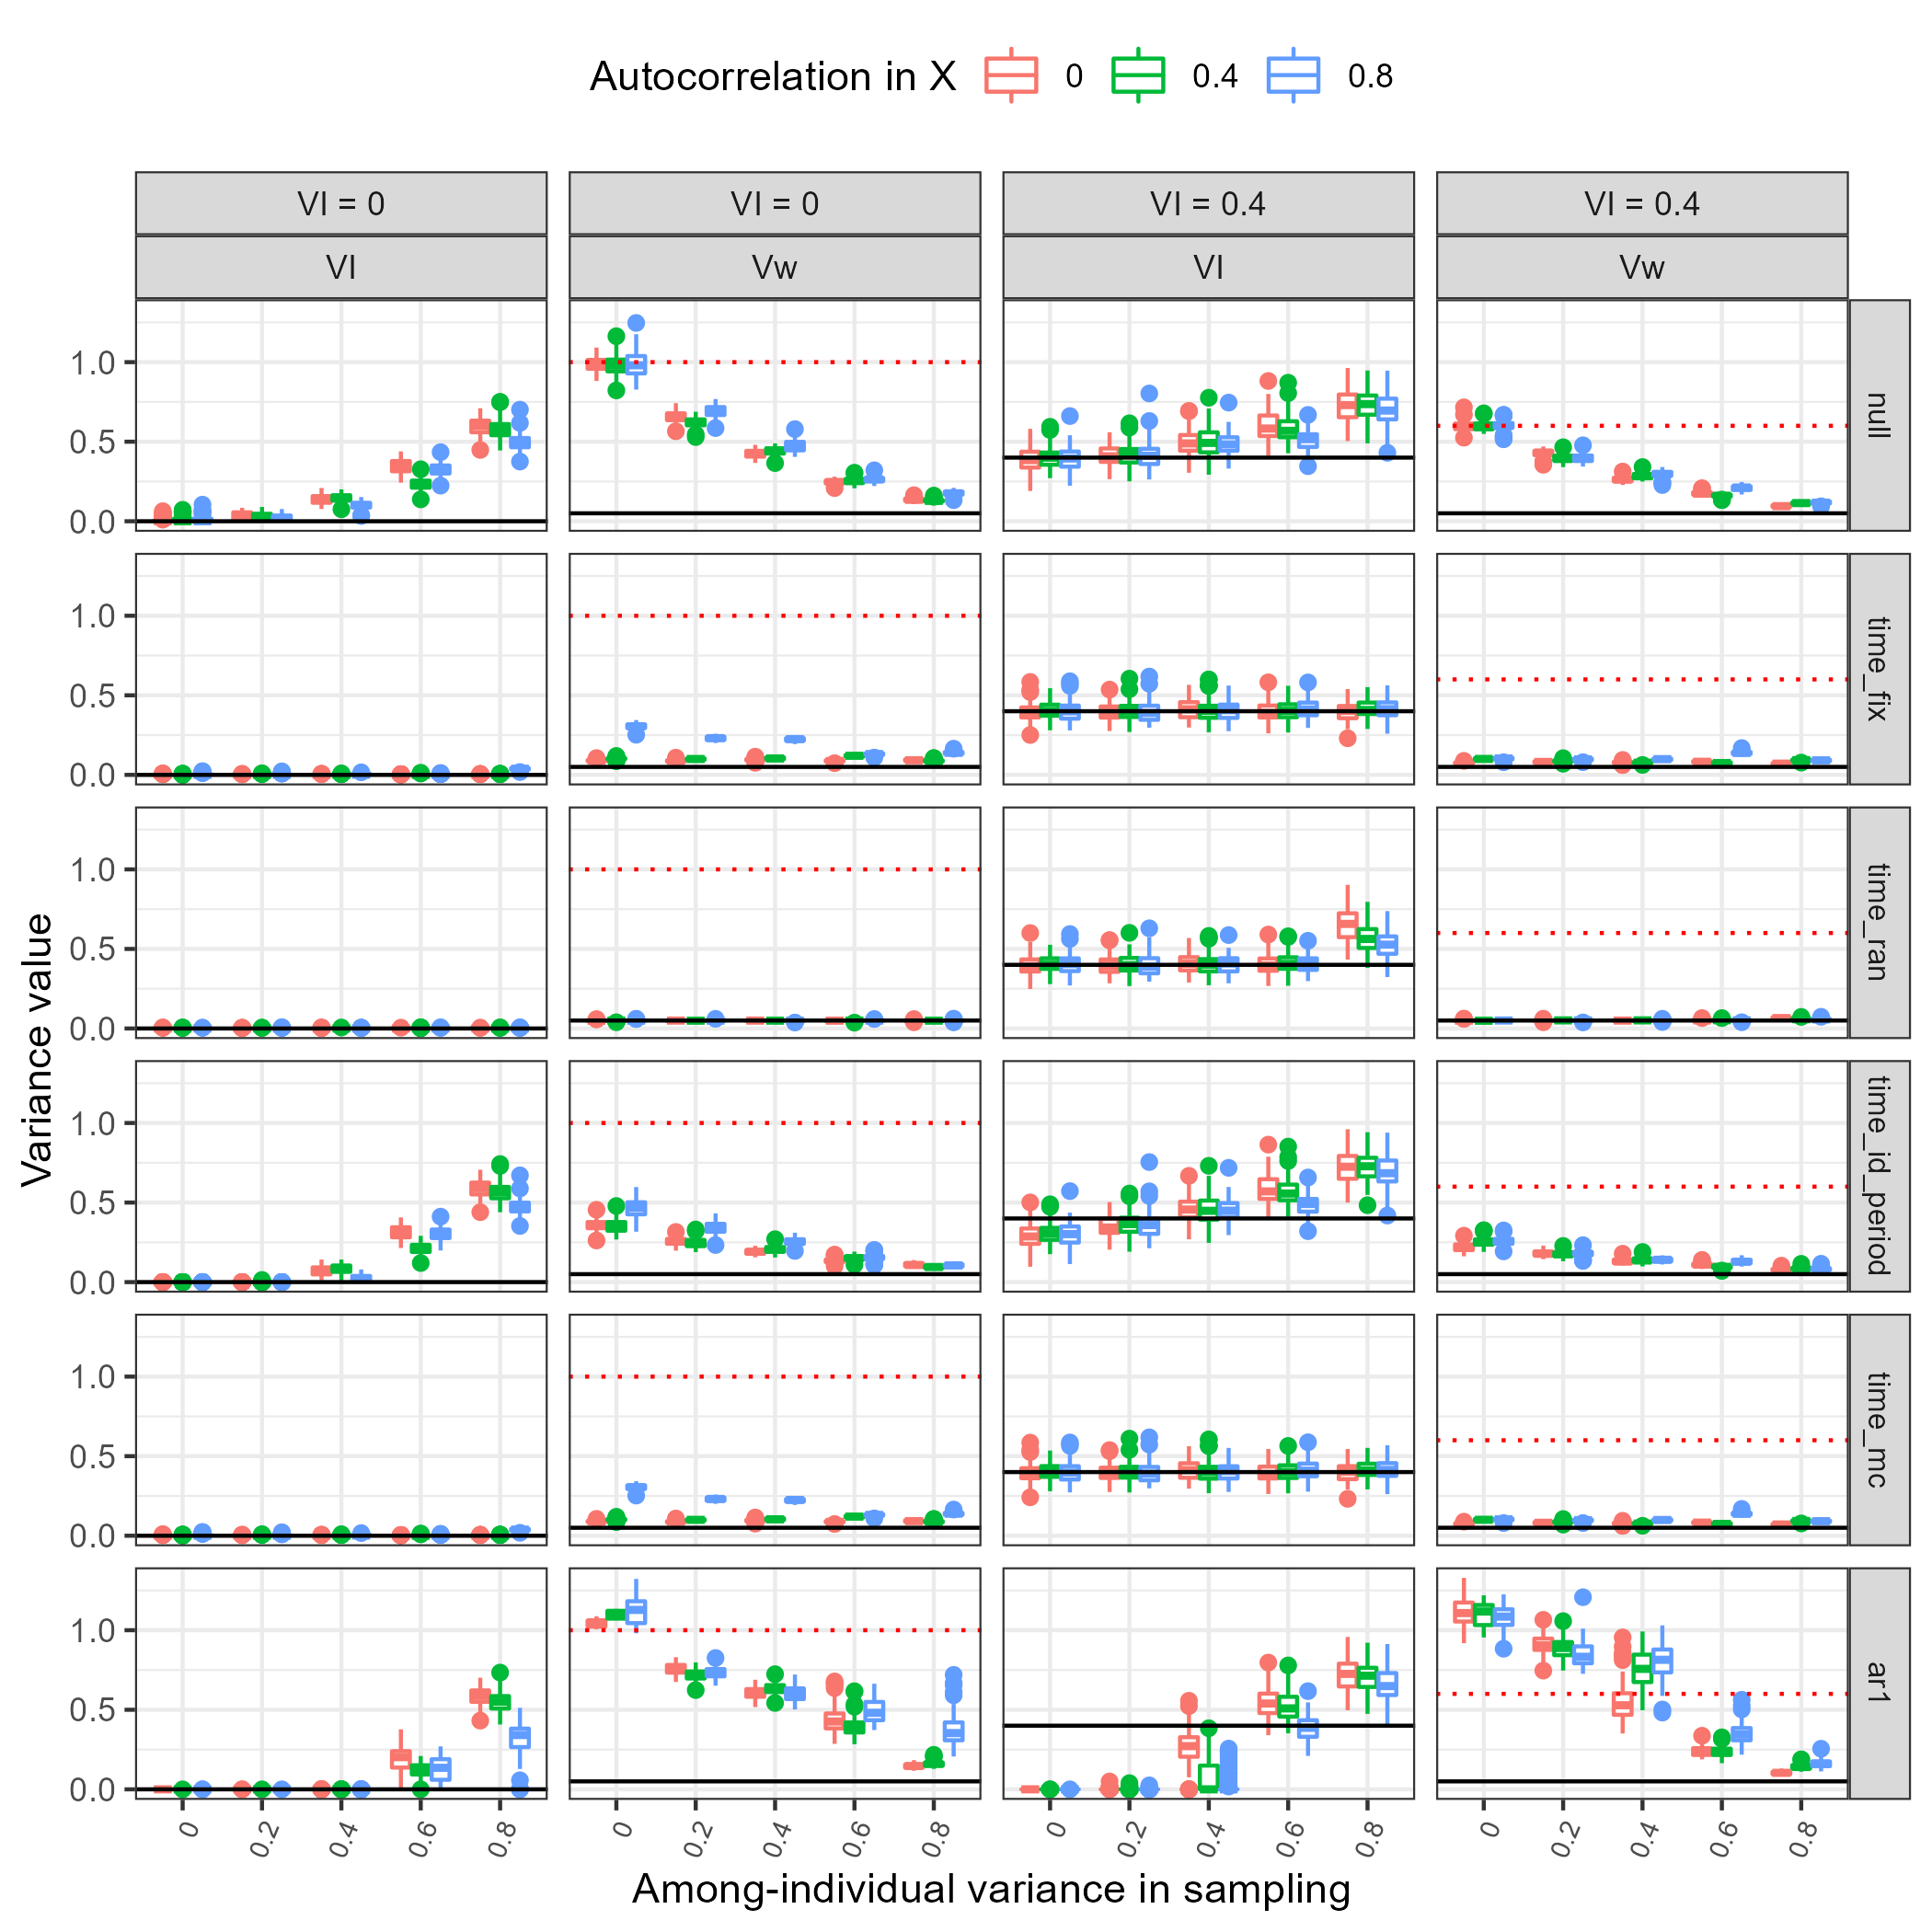 Autocorrelation in X 0 0.4 0.8
VI = 0 VI = 0 VI = 0.4 VI = 0.4
VI Vw VI Vw
1.0
0.5
0.0
null
1.0
0.5
0.0
time_fix
1.0
0.5
0.0
time_ran
1.0
0.5
0.0
time_id_period
1.0
0.5
0.0
time_mc
1.0
0.5
0.0
ar1
Variance value
0 0.2 0.4 0.6 0.8 0 0.2 0.4 0.6 0.8 0 0.2 0.4 0.6 0.8 0 0.2 0.4 0.6 0.8
Among-individual variance in sampling